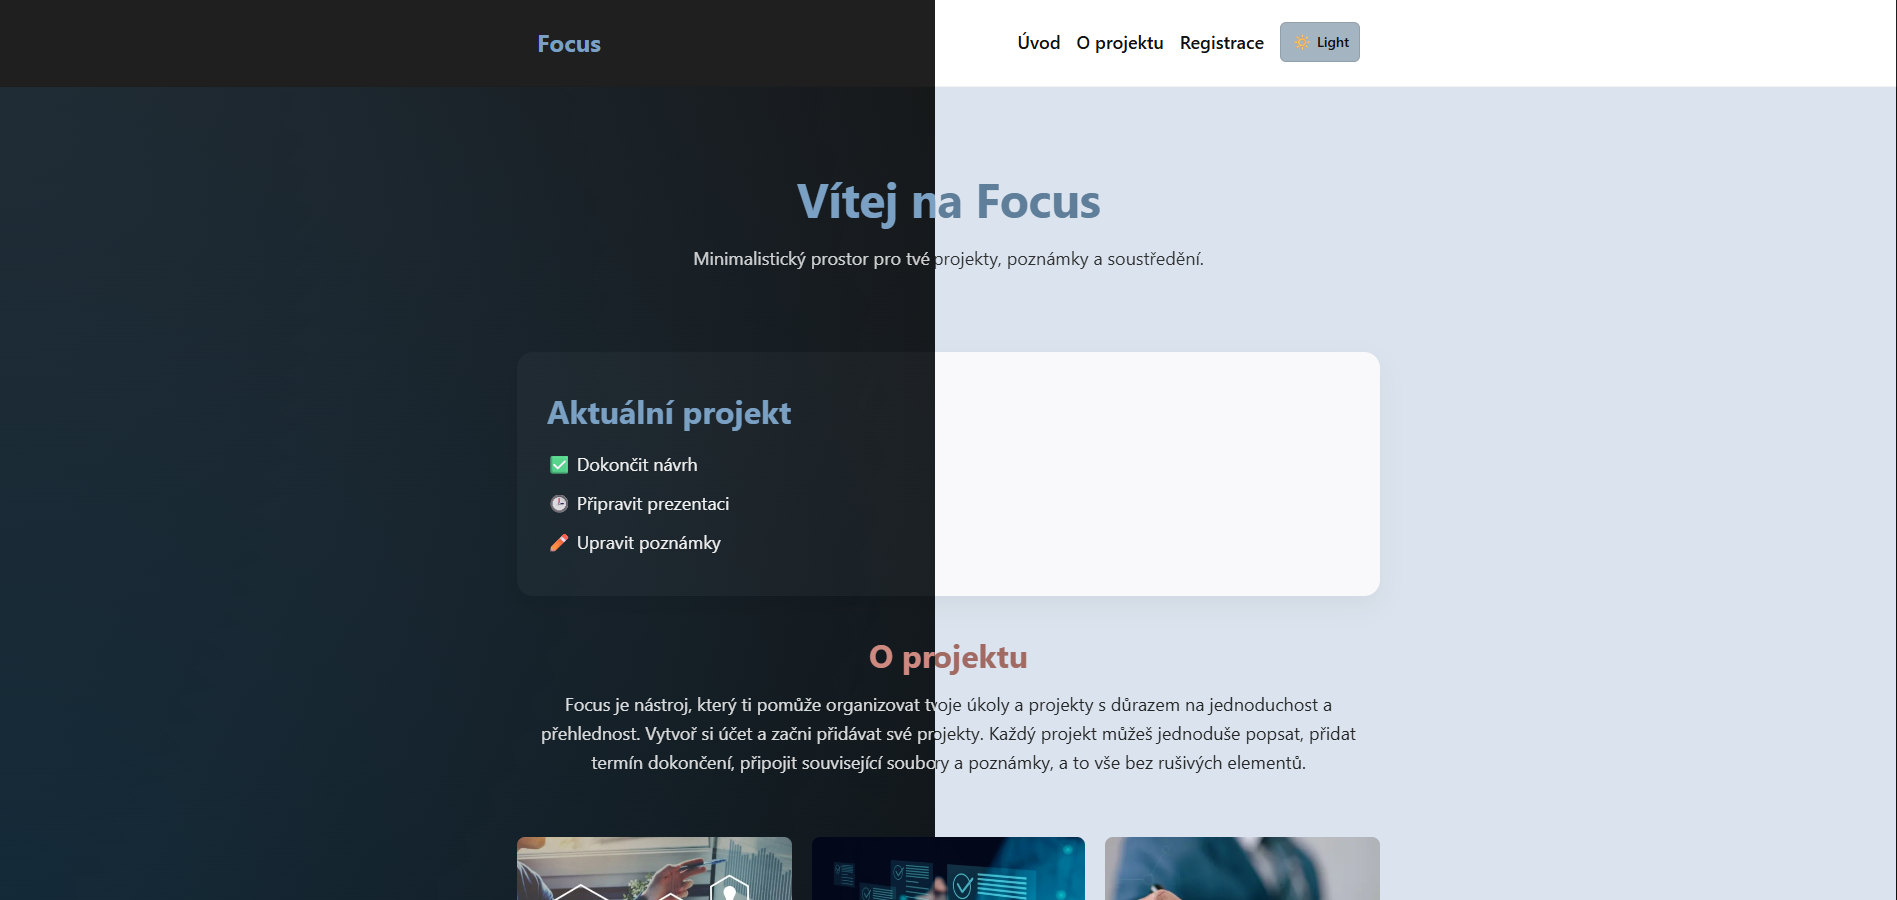 Focus
Úvod O projektu Registrace Light
Vítej na Focus
Minimalistický prostor pro tvé projekty, poznámky a soustředění.
Aktuální projekt
Dokončit návrh
Připravit prezentaci
Upravit poznámky
O projektu
Focus je nástroj, který ti pomůže organizovat tvoje úkoly a projekty s důrazem na jednoduchost a
přehlednost. Vytvoř si účet a začni přidávat své projekty. Každý projekt můžeš jednoduše popsat, přidat
termín dokončení, připojit související soubory a poznámky, a to vše bez rušivých elementů.